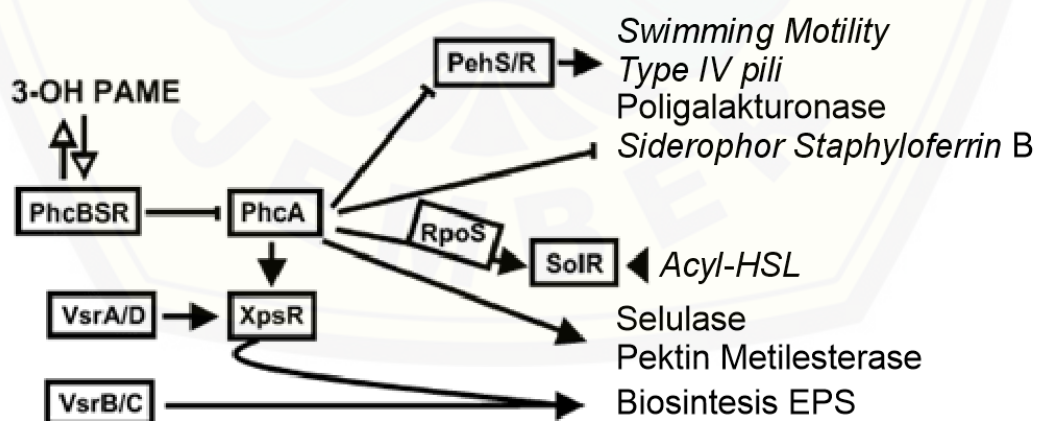 Swimming Motility
PehS/R
Type IV pili
3-OH PAME
Poligalakturonase
Siderophor Staphyloferrin B
PhcBSR
PhcA
RpoS
SolR
Acyl-HSL
VsrA/D
XpsR
Selulase
Pektin Metilesterase
VsrB/C
Biosintesis EPS